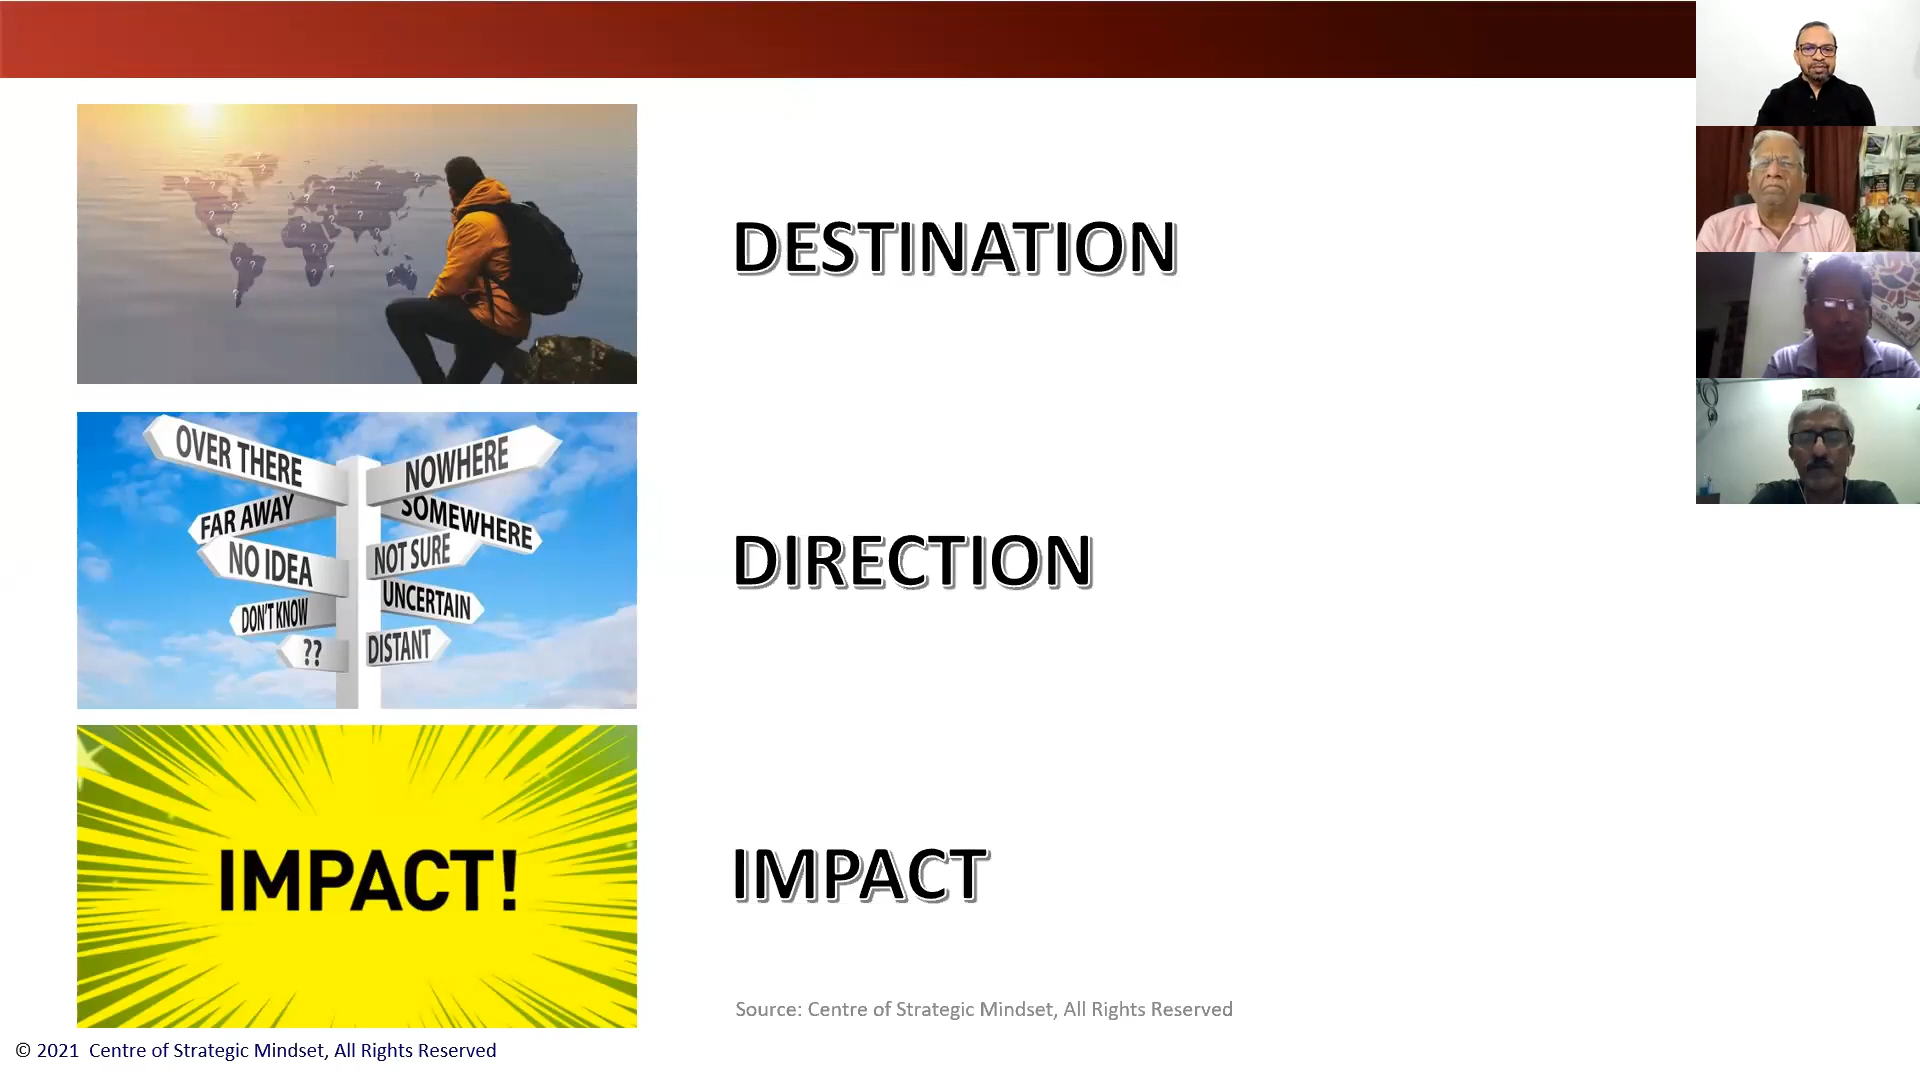 DESTINATION
OVER THERE
NOWHERE
FAR AWAY
SOMEWHERE
NO IDEA
NOT SURE
DON'T KNOW
UNCERTAIN
??
DISTANT
DIRECTION
IMPACT!
IMPACT
Source: Centre of Strategic Mindset, All Rights Reserved
© 2021 Centre of Strategic Mindset, All Rights Reserved